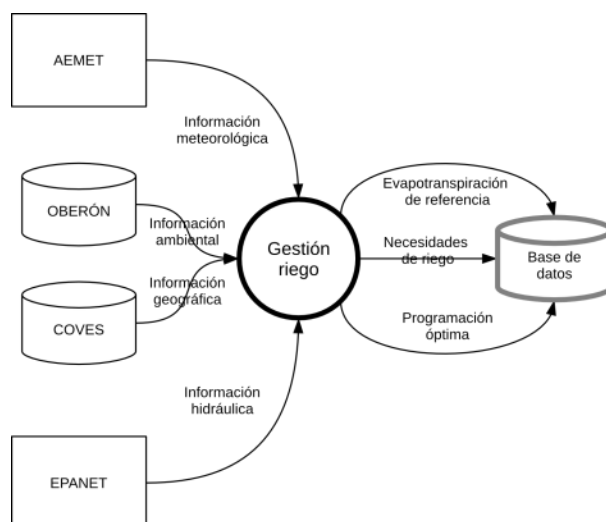 AEMET
Información
meteorológica
OBERÓN
Información
ambiental
Gestión
riego
Evapotranspiración
de referencia
Necesidades
de riego
Base de
datos
COVES
Información
geográfica
Programación
óptima
Información
hidráulica
EPANET